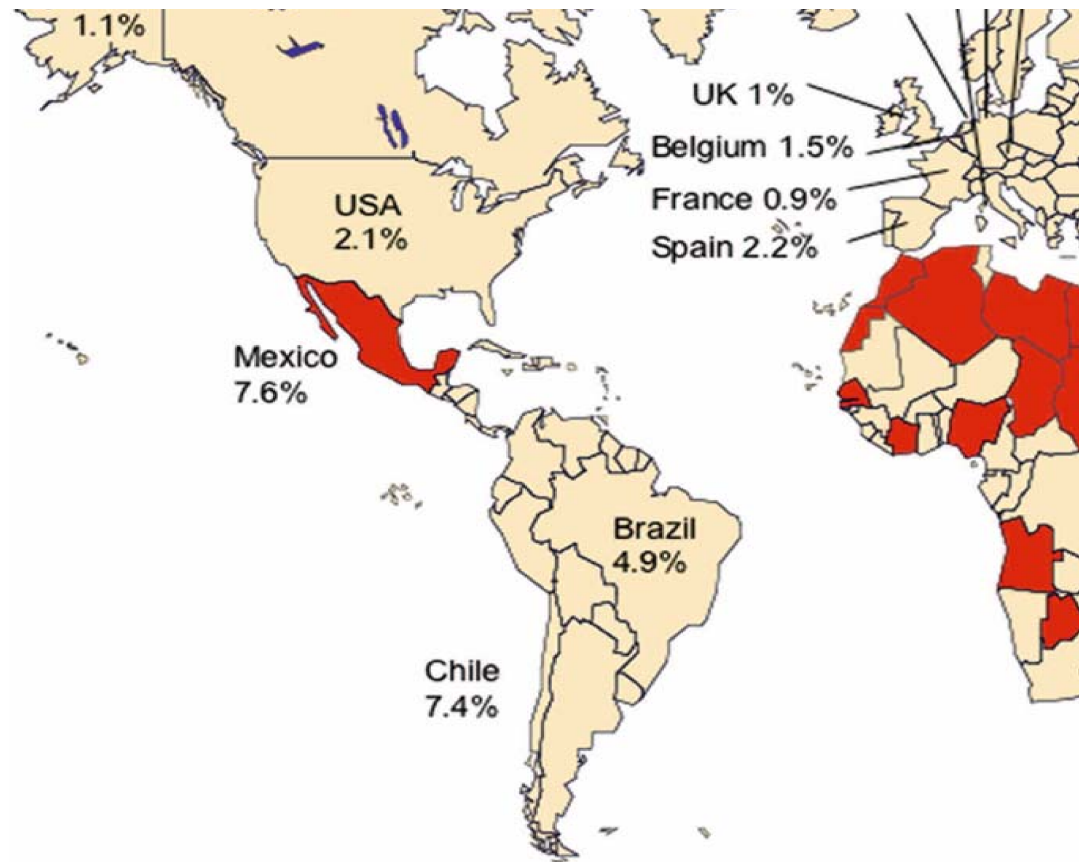 1.1%
UK 1%
Belgium 1.5%
France 0.9%
Spain 2.2%
USA
2.1%
Mexico
7.6%
Brazil
4.9%
Chile
7.4%